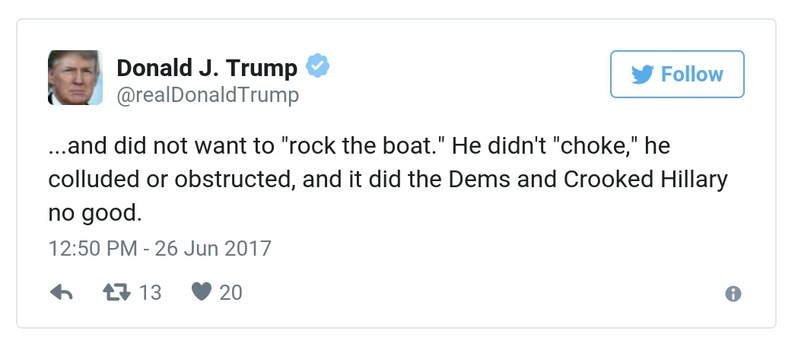 Donald J. Trump
Follow
@realDonaldTrump
...and did not want to "rock the boat." He didn't "choke," he
colluded or obstructed, and it did the Dems and Crooked Hillary
no good.
12:50 PM - 26 Jun 2017
13 20